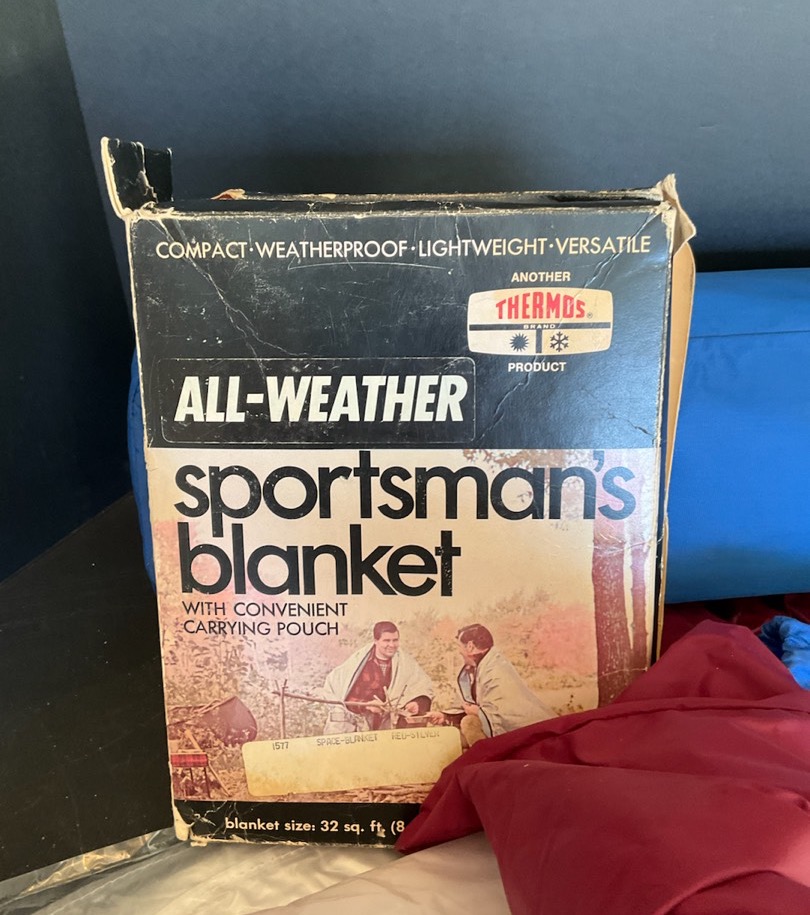 COMPACT·WEATHERPROOF·LIGHTWEIGHT·VERSATILE
ANOTHER
THERMOS®
BRAND
PRODUCT
ALL-WEATHER
sportsman's
blanket
WITH CONVENIENT
CARRYING POUCH
1577 SPACE-BLANKET RED-SILVER
blanket size: 32 sq. ft. (8